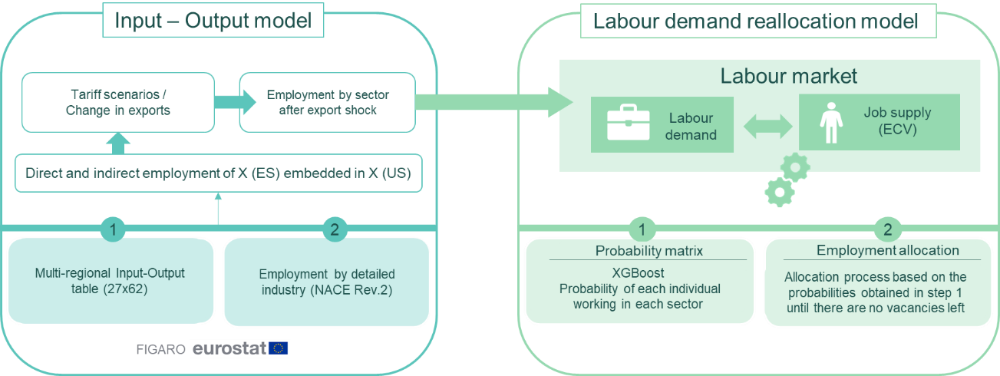 Input – Output model
Tariff scenarios /
Change in exports
Employment by sector
after export shock
Direct and indirect employment of X (ES) embedded in X (US)
1
2
Multi-regional Input-Output
table (27x62)
Employment by detailed
industry (NACE Rev.2)
FIGARO eurostat
Labour demand reallocation model
Labour market
Labour
demand
Job supply
(ECV)
1
2
Probability matrix
XGBoost
Probability of each individual
working in each sector
Employment allocation
Allocation process based on the
probabilities obtained in step 1
until there are no vacancies left